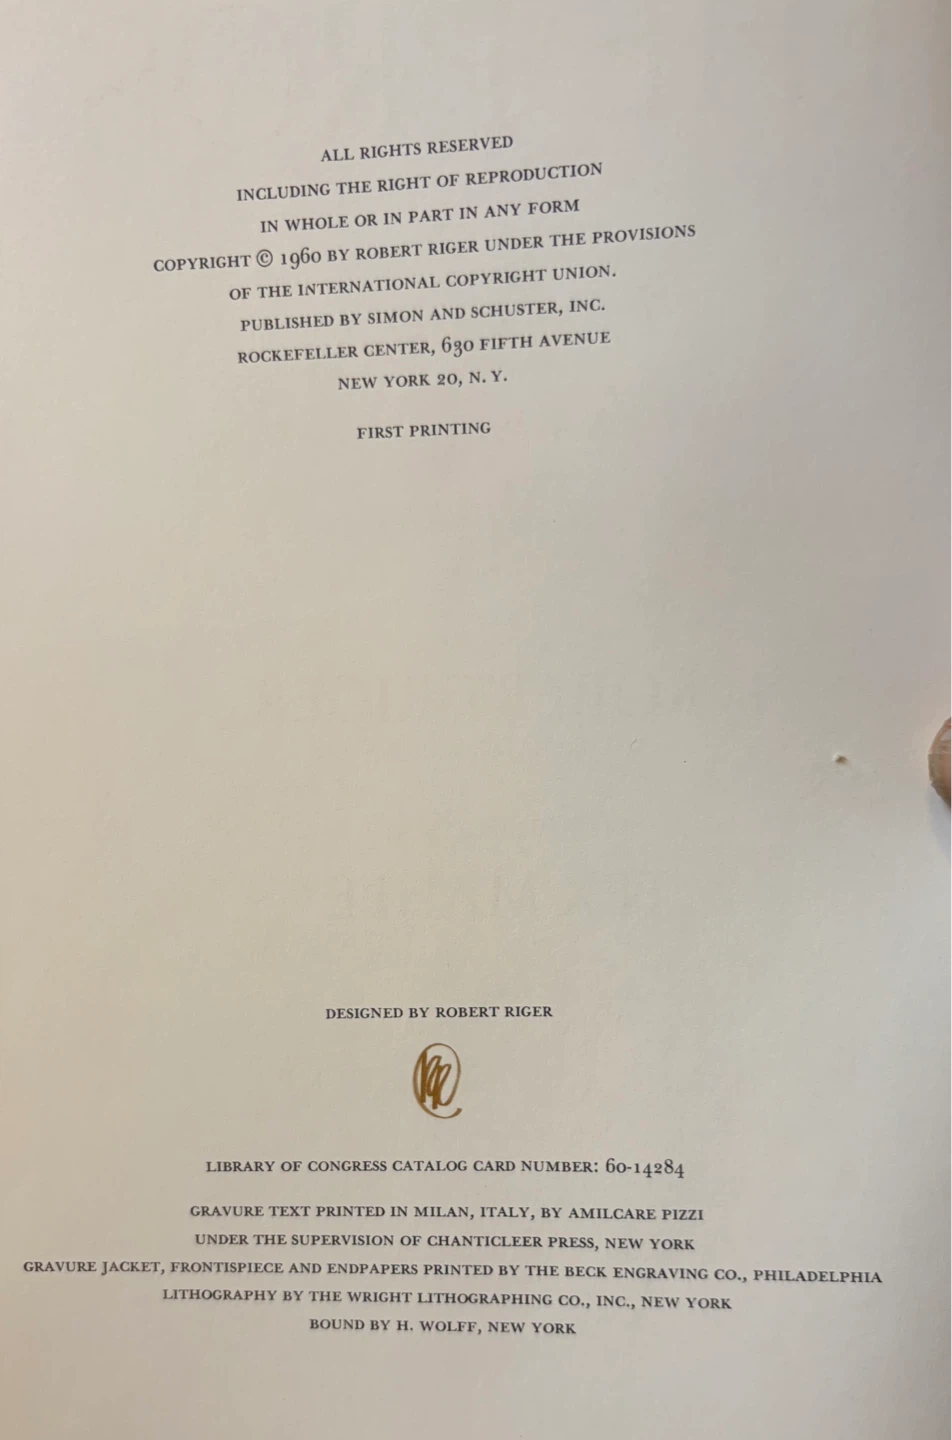 ALL RIGHTS RESERVED
INCLUDING THE RIGHT OF REPRODUCTION
IN WHOLE OR IN PART IN ANY FORM
COPYRIGHT © 1960 BY ROBERT RIGER UNDER THE PROVISIONS
OF THE INTERNATIONAL COPYRIGHT UNION.
PUBLISHED BY SIMON AND SCHUSTER, INC.
ROCKEFELLER CENTER, 630 FIFTH AVENUE
NEW YORK 20, N. Y.
FIRST PRINTING
DESIGNED BY ROBERT RIGER
LIBRARY OF CONGRESS CATALOG CARD NUMBER: 60-14284
GRAVURE TEXT PRINTED IN MILAN, ITALY, BY AMILCARE PIZZI
UNDER THE SUPERVISION OF CHANTICLEER PRESS, NEW YORK
GRAVURE JACKET, FRONTISPIECE AND ENDPAPERS PRINTED BY THE BECK ENGRAVING CO., PHILADELPHIA
LITHOGRAPHY BY THE WRIGHT LITHOGRAPHING CO., INC., NEW YORK
BOUND BY H. WOLFF, NEW YORK